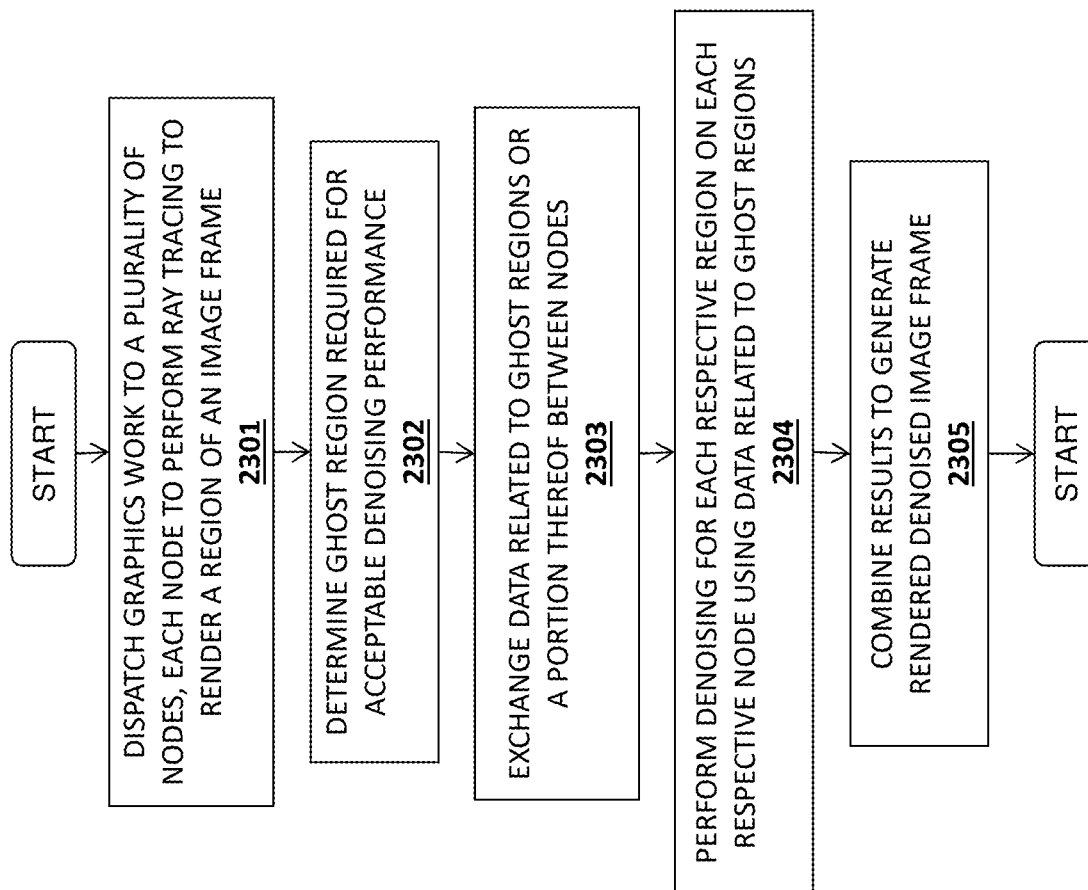 START
DISPATCH GRAPHICS WORK TO A PLURALITY OF
NODES, EACH NODE TO PERFORM RAY TRACING TO
RENDER A REGION OF AN IMAGE FRAME
2301
DETERMINE GHOST REGION REQUIRED FOR
ACCEPTABLE DENOISING PERFORMANCE
2302
EXCHANGE DATA RELATED TO GHOST REGIONS OR
A PORTION THEREOF BETWEEN NODES
2303
PERFORM DENOISING FOR EACH RESPECTIVE REGION ON EACH
RESPECTIVE NODE USING DATA RELATED TO GHOST REGIONS
2304
COMBINE RESULTS TO GENERATE
RENDERED DENOISED IMAGE FRAME
2305
START